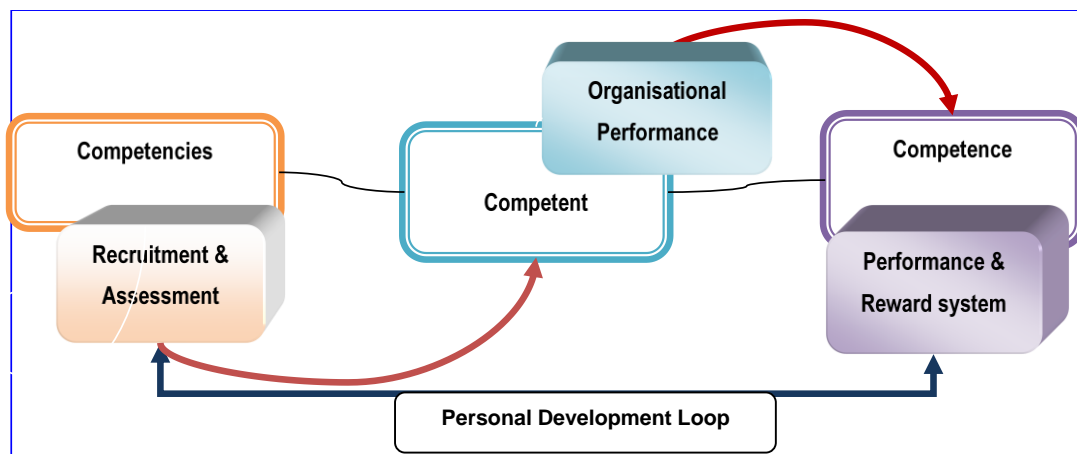 Competencies
Recruitment &
Assessment
Competent
Organisational
Performance
Competence
Performance &
Reward system
Personal Development Loop